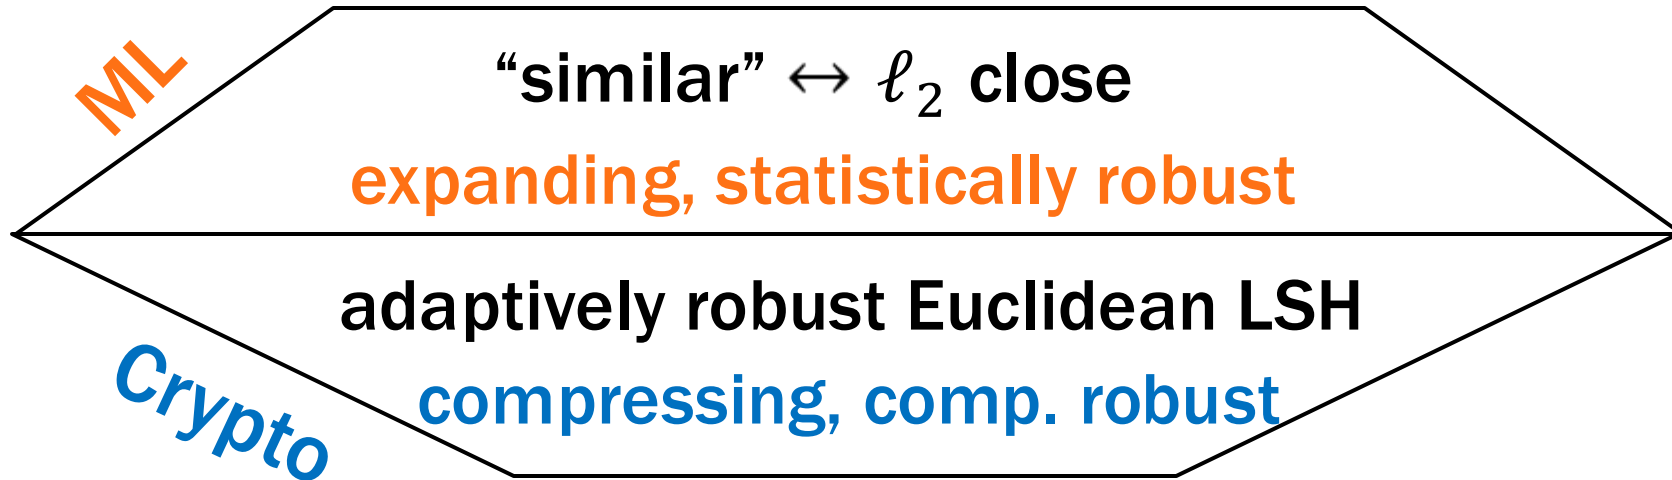 ML
“similar” ↔ ℓ₂ close
expanding, statistically robust
adaptively robust Euclidean LSH
Crypto
compressing, comp. robust